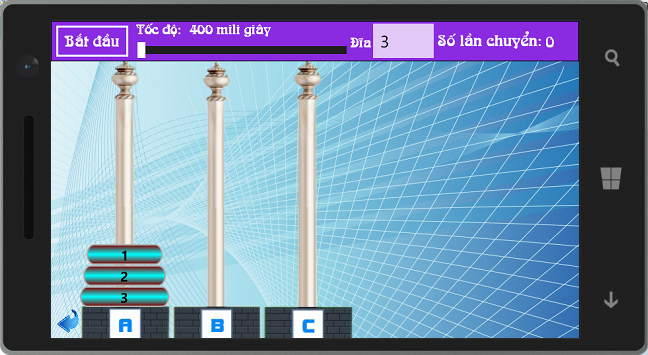 Bắt đầu
Tốc độ: 400 mili giây
Đĩa 3
Số lần chuyển: 0
1
2
3
A B C